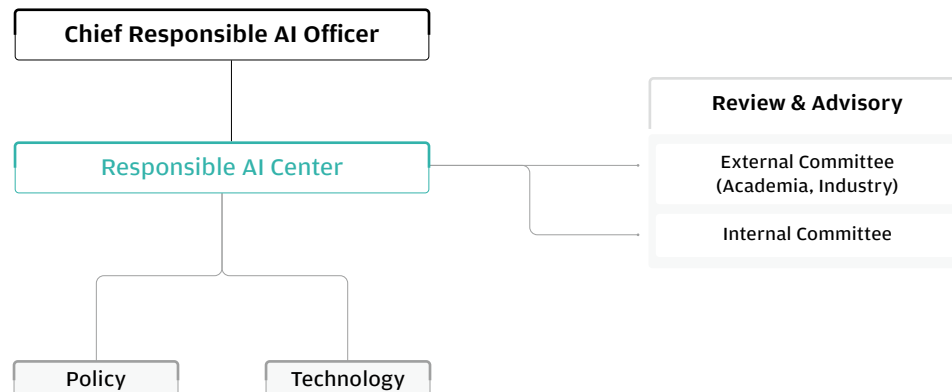 Chief Responsible AI Officer
Responsible AI Center
Review & Advisory
External Committee
(Academia, Industry)
Internal Committee
Policy
Technology